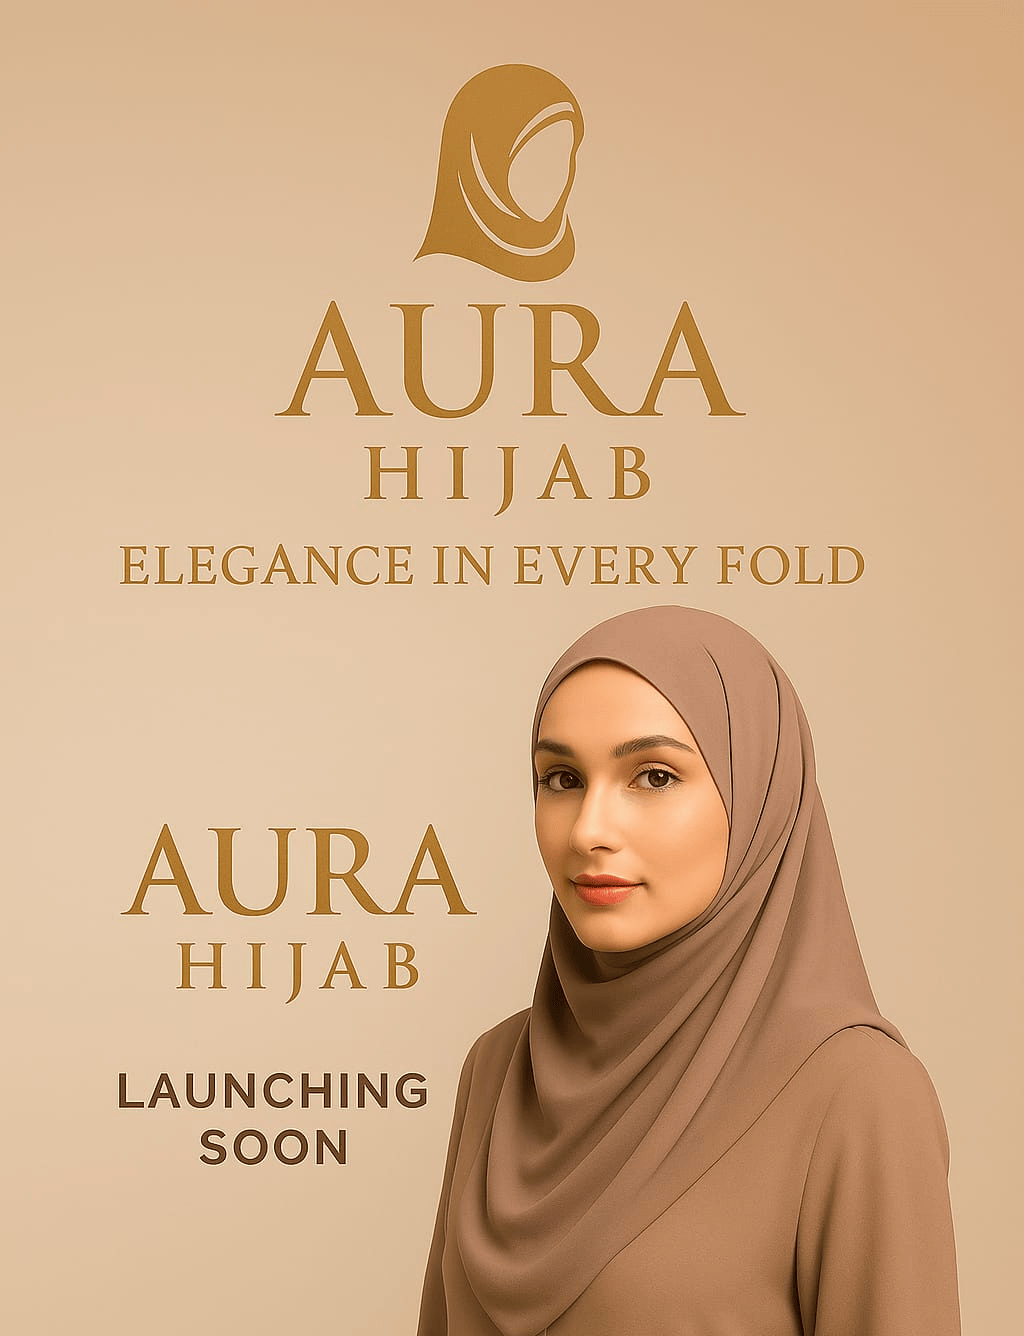 AURA
HIJAB
ELEGANCE IN EVERY FOLD
AURA
HIJAB
LAUNCHING
SOON